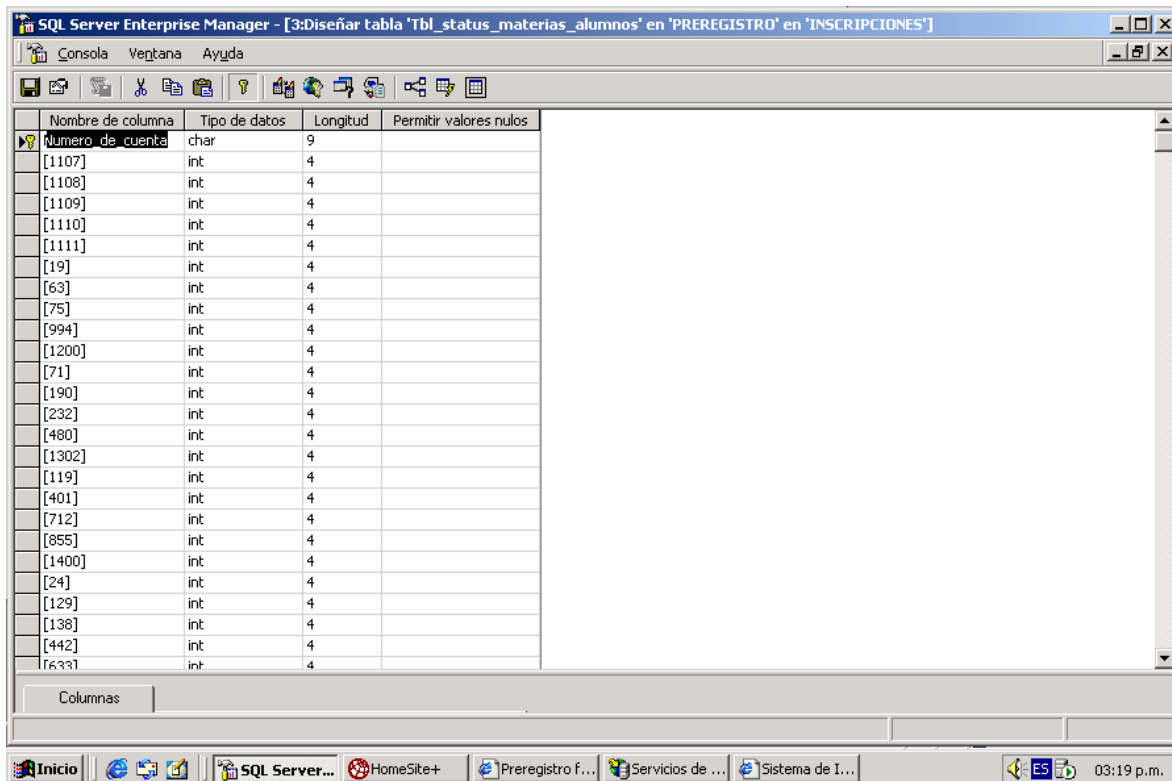 SQL Server Enterprise Manager - [3:Diseñar tabla 'Tbl_status_materias_alumnos' en 'PREREGISTRO' en 'INSCRIPCIONES']
Consola Ventana Ayuda
Nombre de columna Tipo de datos Longitud Permitir valores nulos
Numero_de_cuenta char 9
[1107] int 4
[1108] int 4
[1109] int 4
[1110] int 4
[1111] int 4
[19] int 4
[63] int 4
[75] int 4
[994] int 4
[1200] int 4
[71] int 4
[190] int 4
[232] int 4
[480] int 4
[1302] int 4
[119] int 4
[401] int 4
[712] int 4
[855] int 4
[1400] int 4
[24] int 4
[129] int 4
[138] int 4
[442] int 4
[633] int 4
Columnas
Inicio SQL Server... HomeSite+ Preregistro f... Servicios de ... Sistema de I... ES 03:19 p.m.